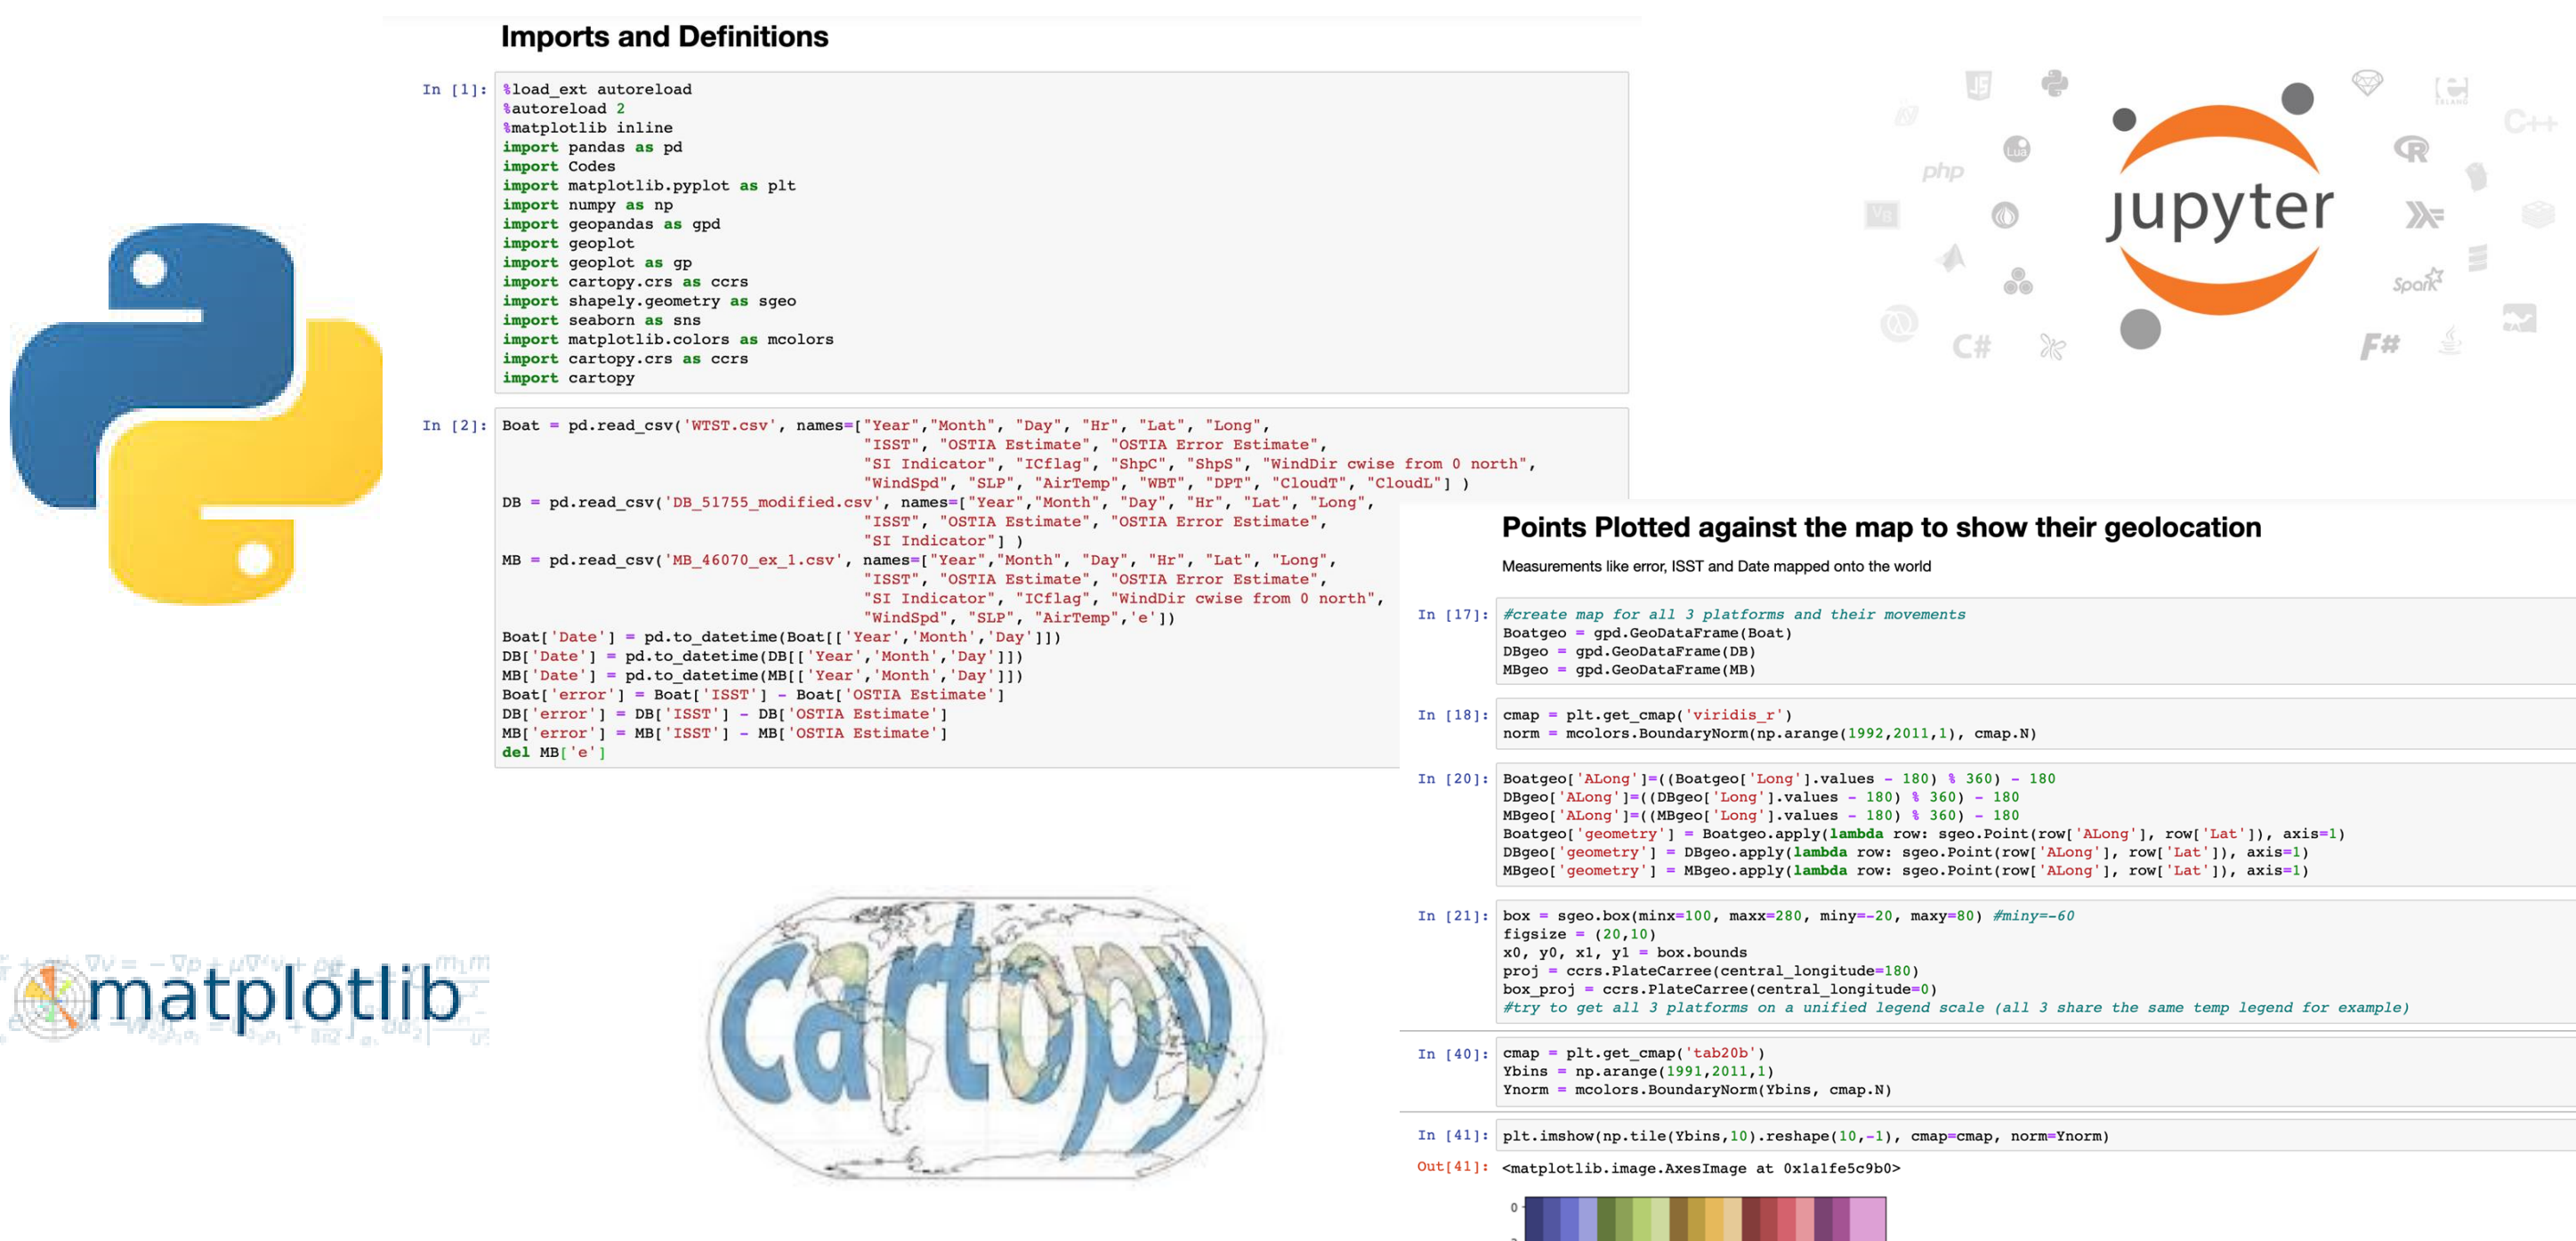 Imports and Definitions
In [1]: %load_ext autoreload
%autoreload 2
%matplotlib inline
import pandas as pd
import Codes
import matplotlib.pyplot as plt
import numpy as np
import geopandas as gpd
import geoplot
import geoplot as gp
import cartopy.crs as ccrs
import shapely.geometry as sgeo
import seaborn as sns
import matplotlib.colors as mcolors
import cartopy.crs as ccrs
import cartopy
In [2]: Boat = pd.read_csv('WTST.csv', names=["Year","Month", "Day", "Hr", "Lat", "Long",
"ISST", "OSTIA Estimate", "OSTIA Error Estimate",
"SI Indicator", "ICflag", "ShpC", "ShpS", "WindDir cwise from 0 north",
"WindSpd", "SLP", "AirTemp", "WBT", "DPT", "CloudT", "CloudL"] )
DB = pd.read_csv('DB_51755_modified.csv', names=["Year","Month", "Day", "Hr", "Lat", "Long",
"ISST", "OSTIA Estimate", "OSTIA Error Estimate",
"SI Indicator"] )
MB = pd.read_csv('MB_46070_ex_1.csv', names=["Year","Month", "Day", "Hr", "Lat", "Long",
"ISST", "OSTIA Estimate", "OSTIA Error Estimate",
"SI Indicator", "ICflag", "WindDir cwise from 0 north",
"WindSpd", "SLP", "AirTemp",'e'])
Boat['Date'] = pd.to_datetime(Boat[['Year','Month','Day']])
DB['Date'] = pd.to_datetime(DB[['Year','Month','Day']])
MB['Date'] = pd.to_datetime(MB[['Year','Month','Day']])
Boat['error'] = Boat['ISST'] - Boat['OSTIA Estimate']
DB['error'] = DB['ISST'] - DB['OSTIA Estimate']
MB['error'] = MB['ISST'] - MB['OSTIA Estimate']
del MB['e']
JS
C++
Lua
R
php
VB
jupyter
Spark
C#
F#
Points Plotted against the map to show their geolocation
Measurements like error, ISST and Date mapped onto the world
In [17]: #create map for all 3 platforms and their movements
Boatgeo = gpd.GeoDataFrame(Boat)
DBgeo = gpd.GeoDataFrame(DB)
MBgeo = gpd.GeoDataFrame(MB)
In [18]: cmap = plt.get_cmap('viridis_r')
norm = mcolors.BoundaryNorm(np.arange(1992,2011,1), cmap.N)
In [20]: Boatgeo['ALong']=((Boatgeo['Long'].values - 180) % 360) - 180
DBgeo['ALong']=((DBgeo['Long'].values - 180) % 360) - 180
MBgeo['ALong']=((MBgeo['Long'].values - 180) % 360) - 180
Boatgeo['geometry'] = Boatgeo.apply(lambda row: sgeo.Point(row['ALong'], row['Lat']), axis=1)
DBgeo['geometry'] = DBgeo.apply(lambda row: sgeo.Point(row['ALong'], row['Lat']), axis=1)
MBgeo['geometry'] = MBgeo.apply(lambda row: sgeo.Point(row['ALong'], row['Lat']), axis=1)
In [21]: box = sgeo.box(minx=100, maxx=280, miny=-20, maxy=80) #miny=-60
figsize = (20,10)
x0, y0, x1, y1 = box.bounds
proj = ccrs.PlateCarree(central_longitude=180)
box_proj = ccrs.PlateCarree(central_longitude=0)
#try to get all 3 platforms on a unified legend scale (all 3 share the same temp legend for example)
In [40]: cmap = plt.get_cmap('tab20b')
Ybins = np.arange(1991,2011,1)
Ynorm = mcolors.BoundaryNorm(Ybins, cmap.N)
In [41]: plt.imshow(np.tile(Ybins,10).reshape(10,-1), cmap=cmap, norm=Ynorm)
Out[41]: <matplotlib.image.AxesImage at 0x1a1fe5c9b0>
0
matplotlib
cartopy